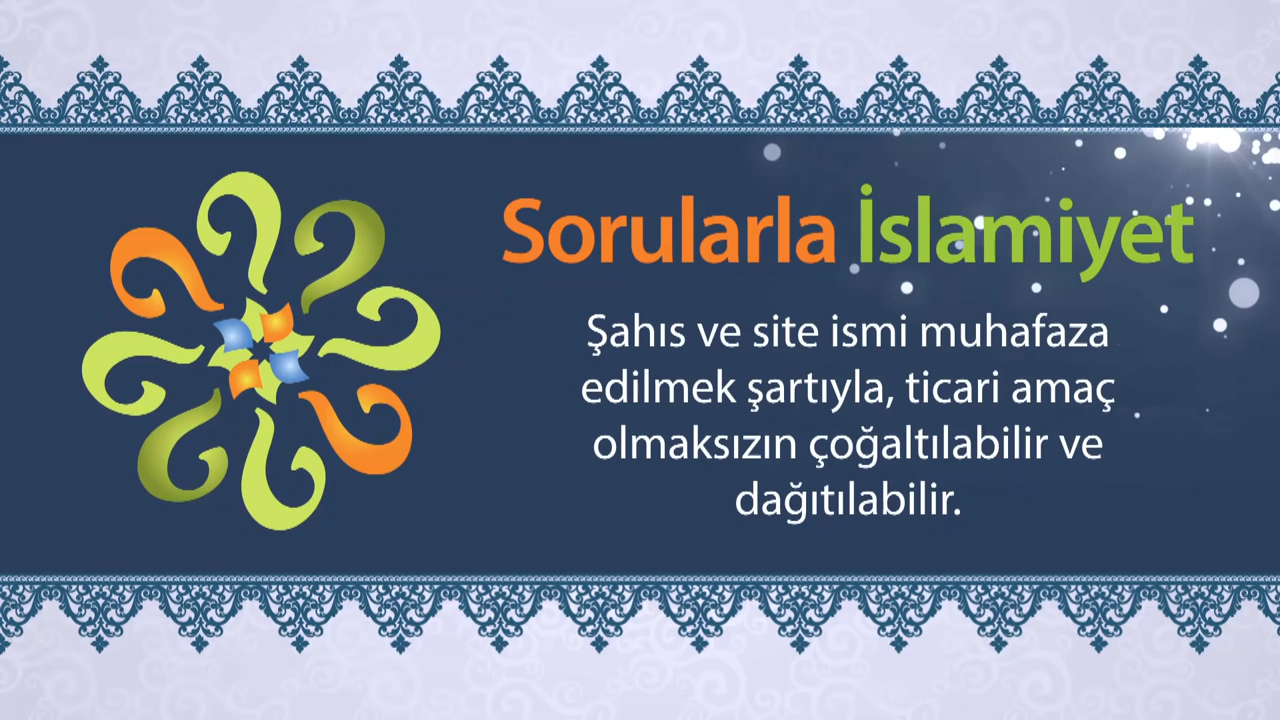 Sorularla İslamiyet
Şahıs ve site ismi muhafaza
edilmek şartıyla, ticari amaç
olmaksızın çoğaltılabilir ve
dağıtılabilir.